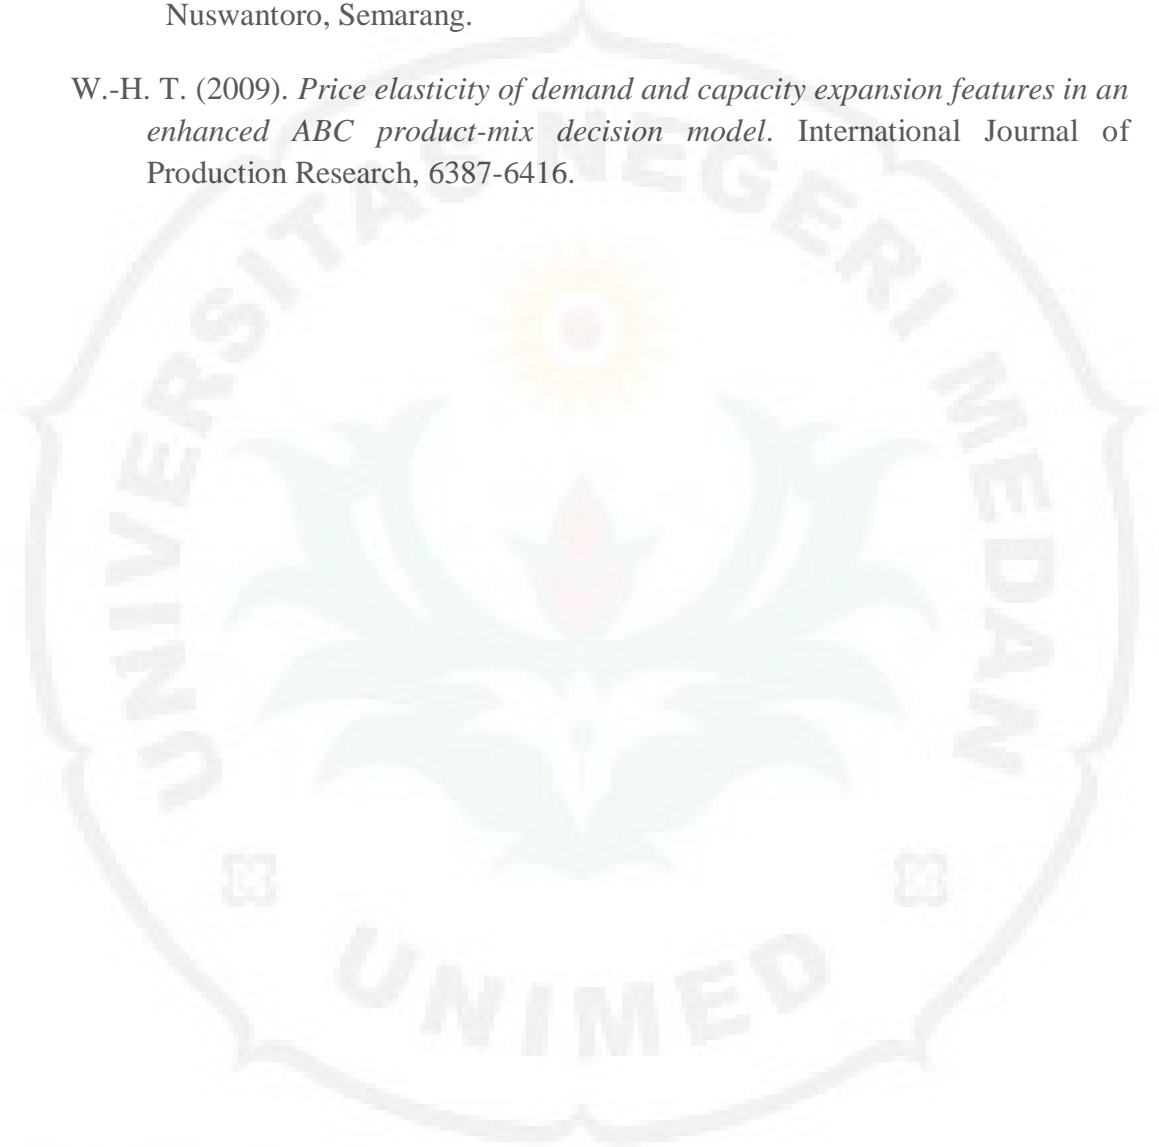 Nuswantoro, Semarang.
W.-H. T. (2009). Price elasticity of demand and capacity expansion features in an
enhanced ABC product-mix decision model. International Journal of
Production Research, 6387-6416.
UNIVERSITAS NEGERI MEDAN
UNIMED